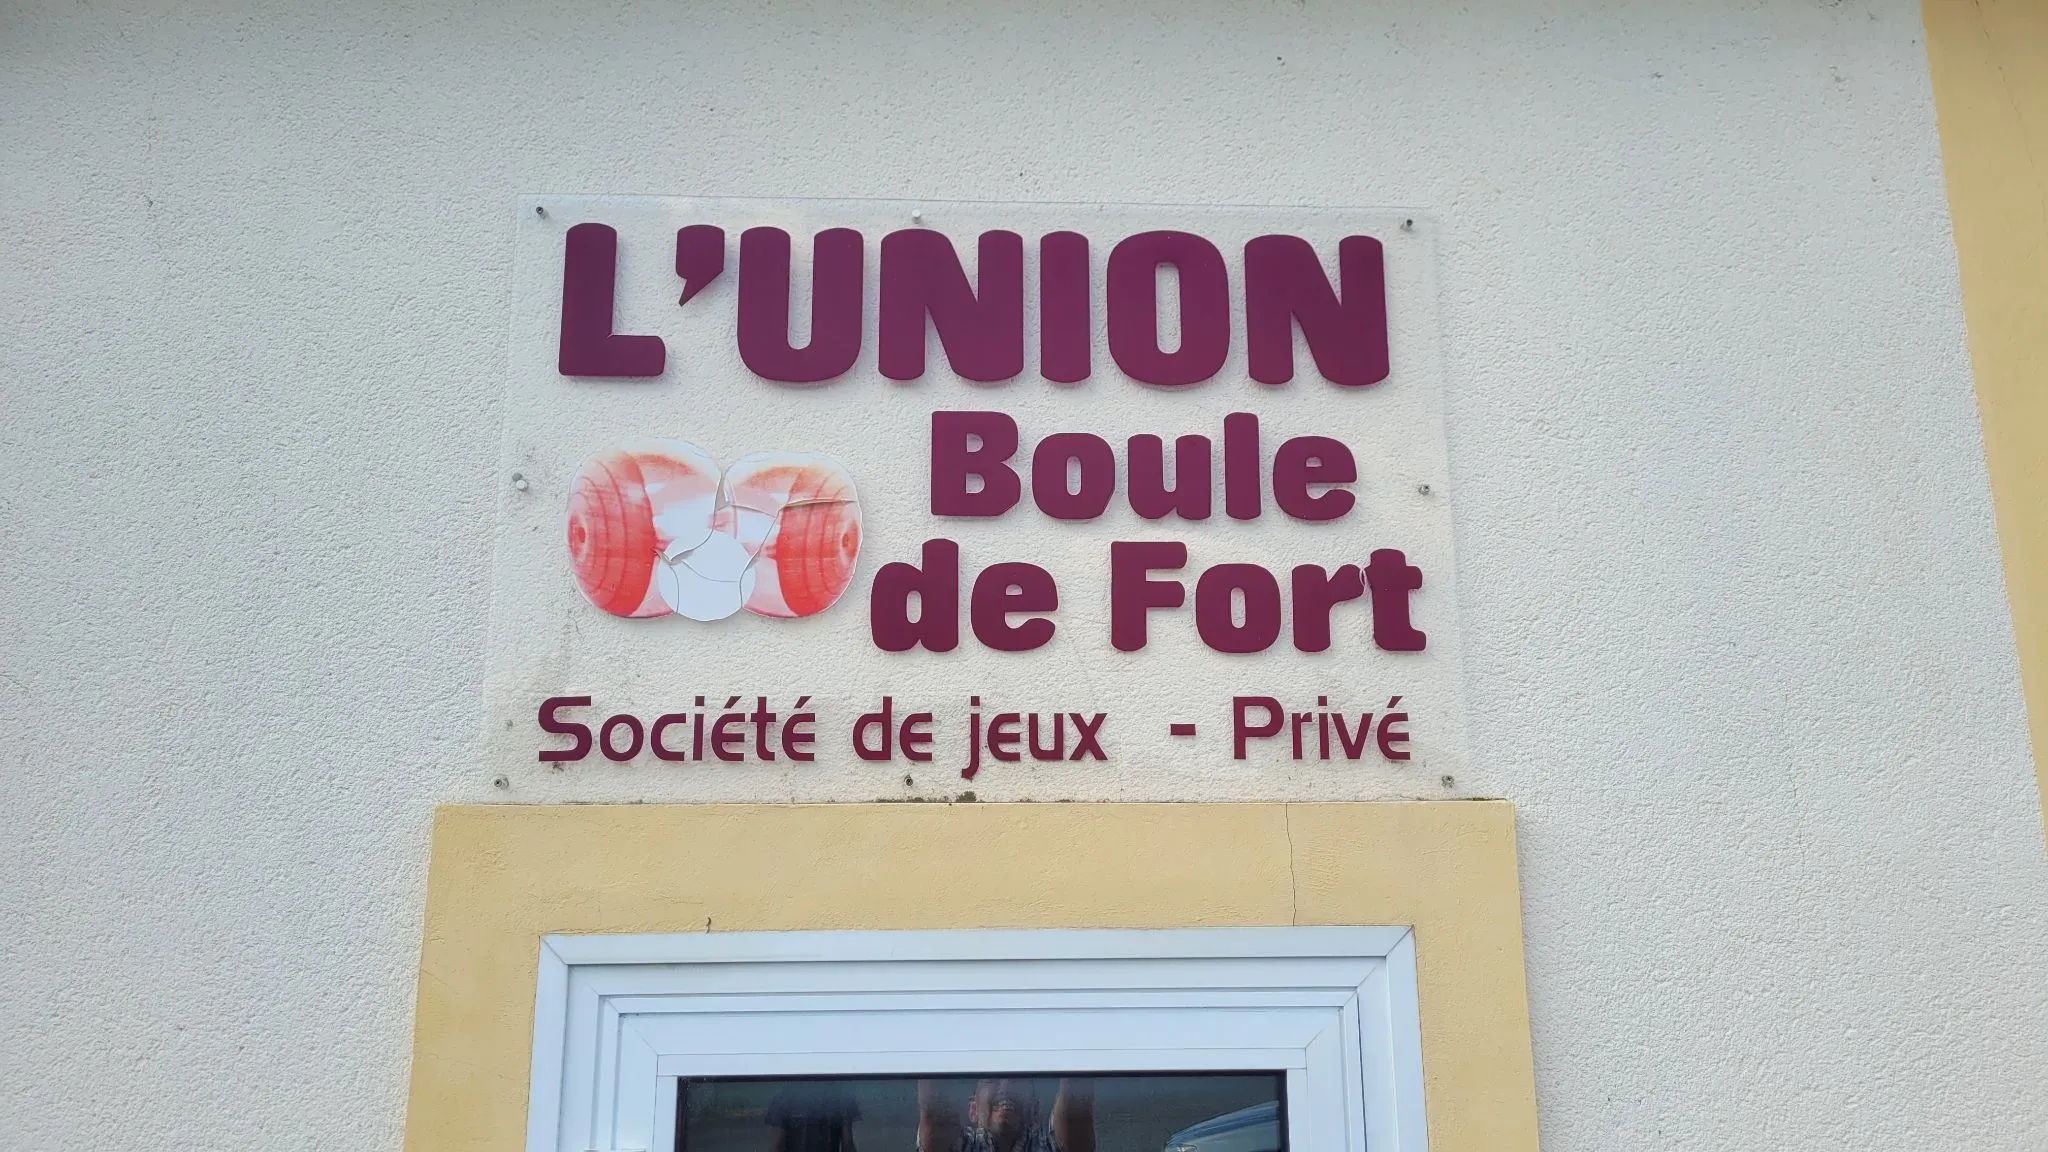 L'UNION
Boule
de Fort
Société de jeux - Privé